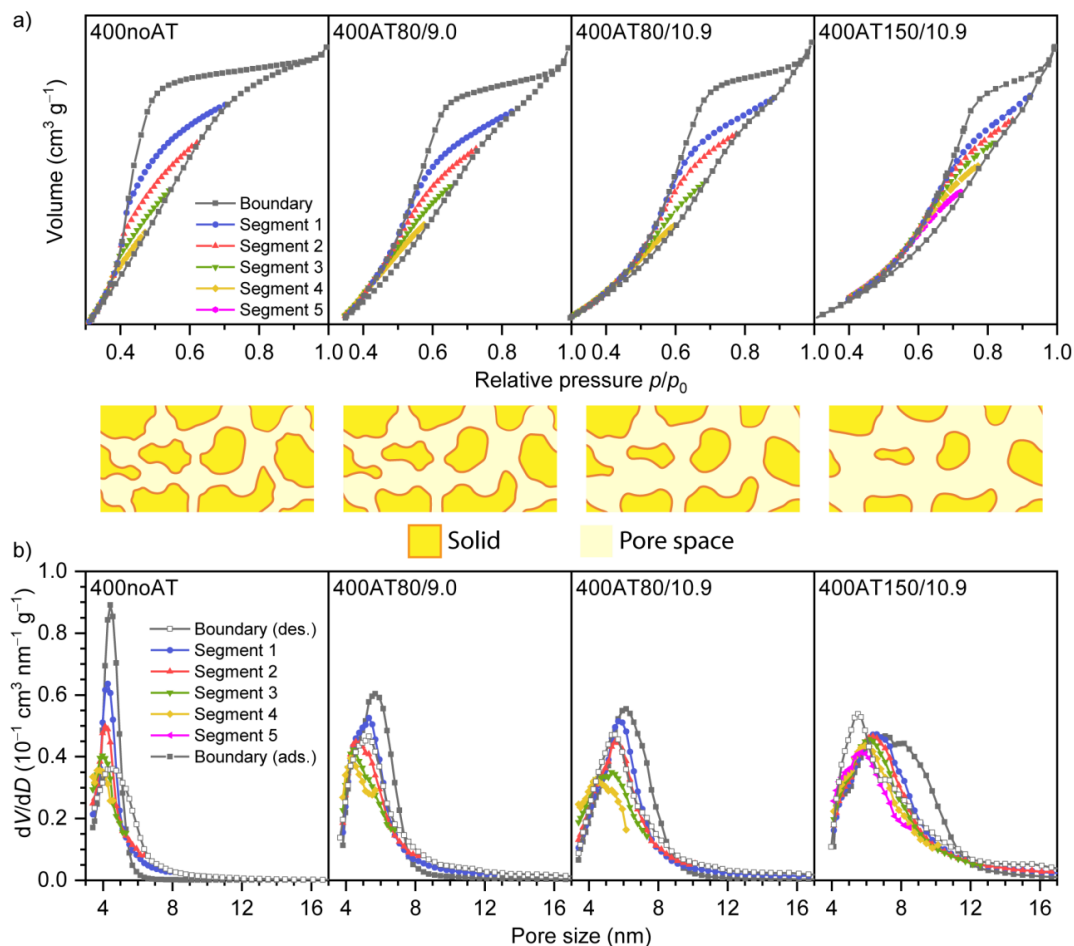 a)
400noAT
400AT80/9.0
400AT80/10.9
400AT150/10.9
Volume (cm³ g⁻¹)
Boundary
Segment 1
Segment 2
Segment 3
Segment 4
Segment 5
0.4 0.6 0.8 1.0 0.4 0.6 0.8 1.0 0.4 0.6 0.8 1.0 0.4 0.6 0.8 1.0
Relative pressure p/p₀
Solid
Pore space
b)
400noAT
400AT80/9.0
400AT80/10.9
400AT150/10.9
dV/dD (10⁻¹ cm³ nm⁻¹ g⁻¹)
1.0
0.8
0.6
0.4
0.2
0.0
Boundary (des.)
Segment 1
Segment 2
Segment 3
Segment 4
Segment 5
Boundary (ads.)
4 8 12 16 4 8 12 16 4 8 12 16 4 8 12 16
Pore size (nm)